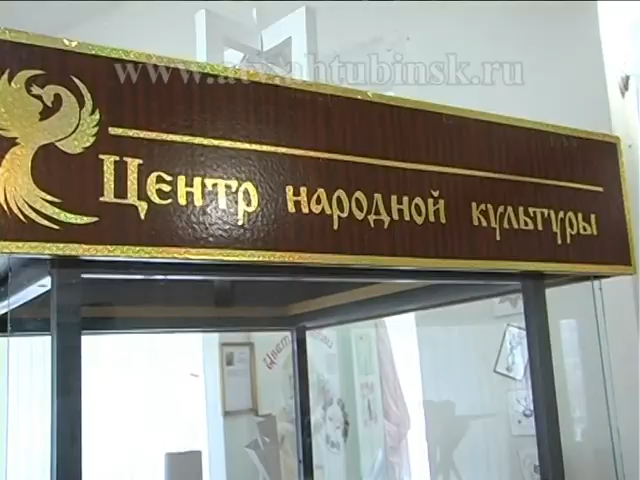 Центр народной культуры